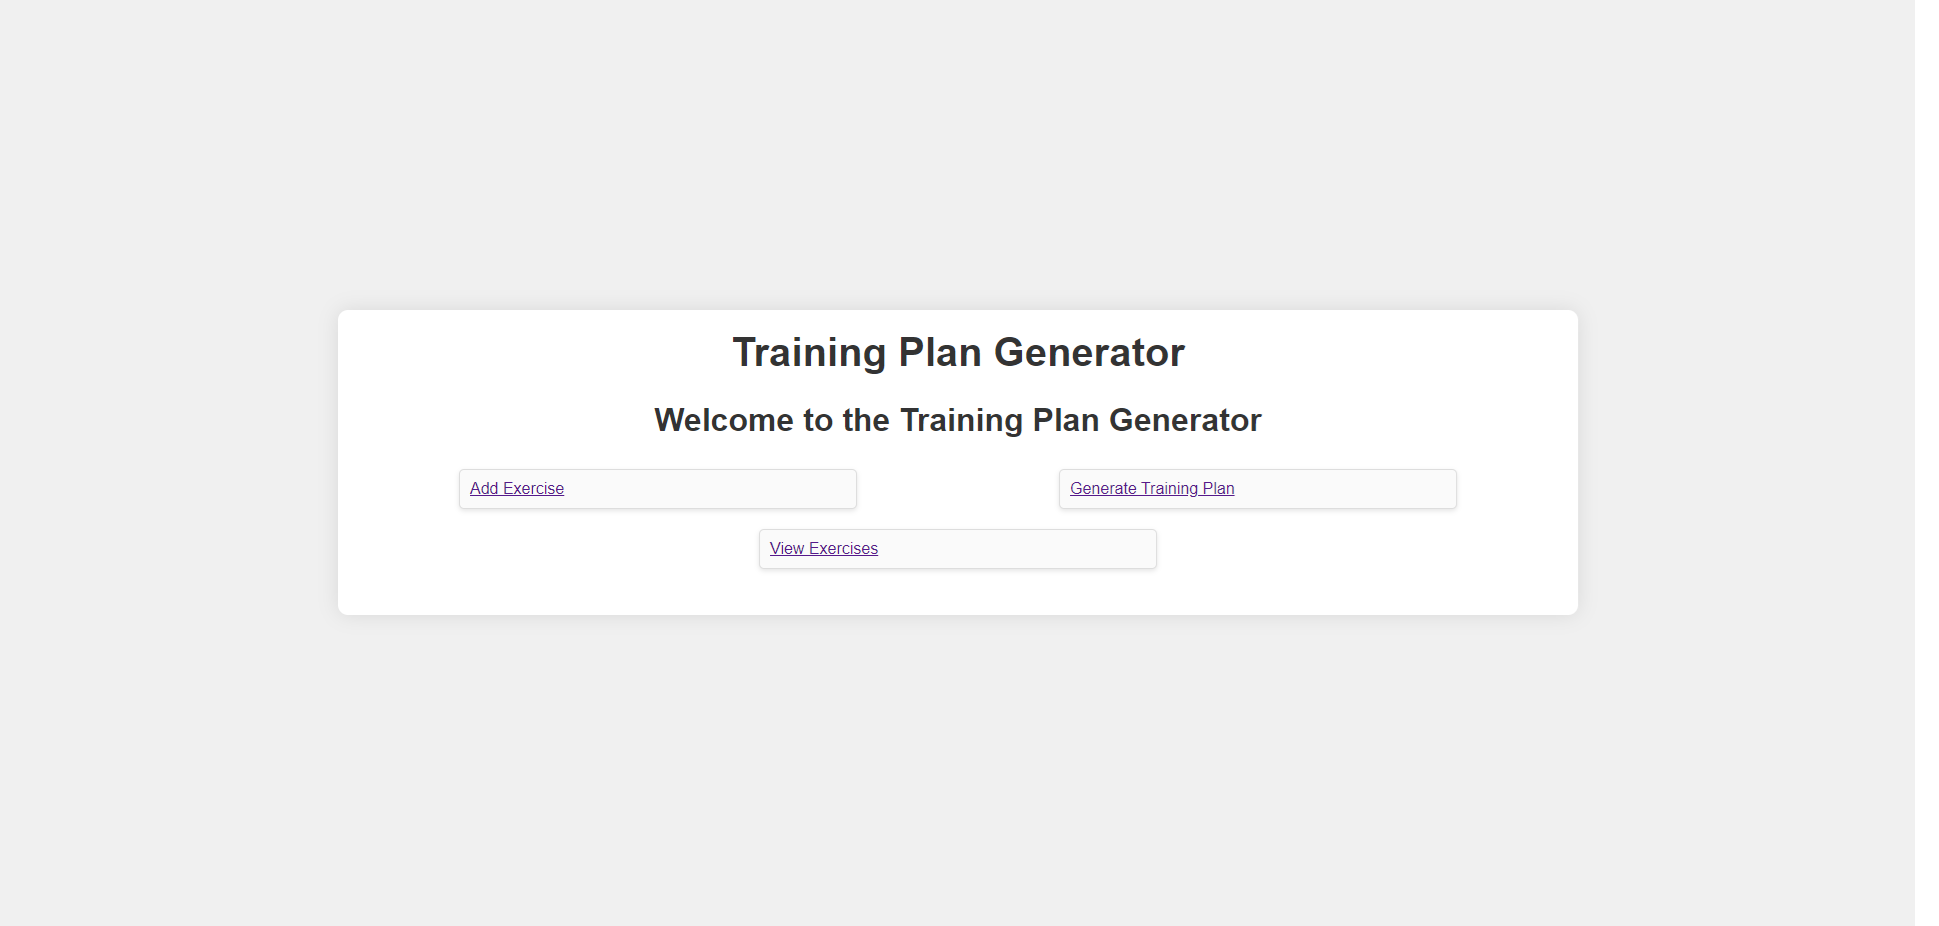 Training Plan Generator
Welcome to the Training Plan Generator
Add Exercise
Generate Training Plan
View Exercises